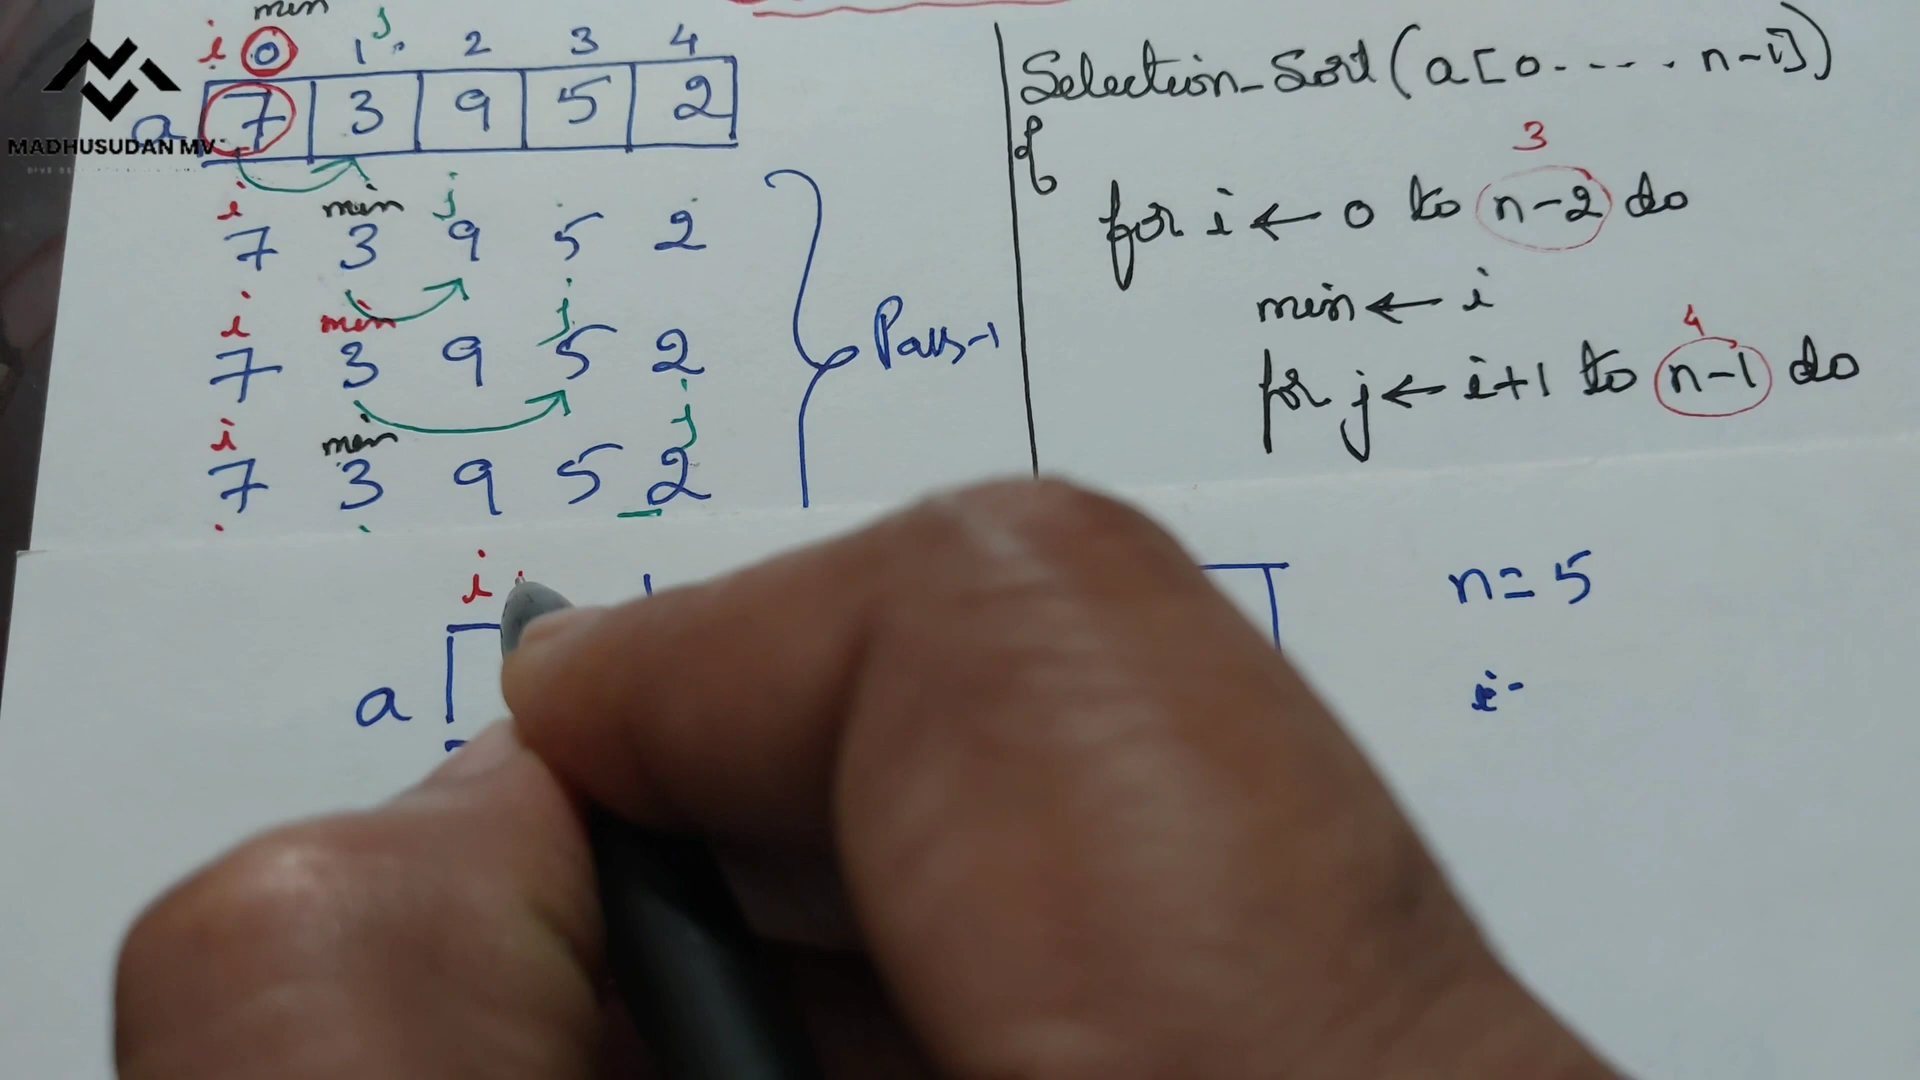 min
i 0 1 j 2 3 4
a 7 3 9 5 2
MADHUSUDAN MV
i min j
7 3 9 5 2
i min j
7 3 9 5 2
i min j
7 3 9 5 2
Pass-1
Selection-Sort (a[0----.n-1])
{
3
for i ← 0 to n-2 do
min ← i
4
for j ← i+1 to n-1 do
i
a
n = 5
i-